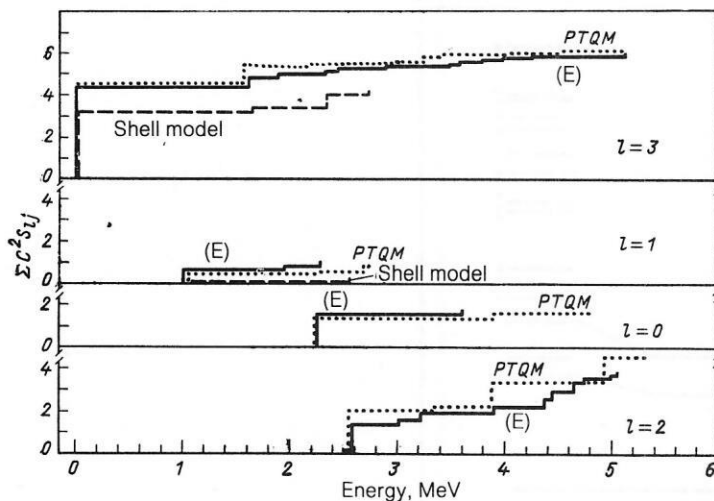 6
PTQM
4
(E)
2
Shell model
0
l=3
4
2
(E)
PTQM
Shell model
0
l=1
2
(E)
PTQM
0
l=0
4
PTQM
2
(E)
0
l=2
ΣC²Slj
0 1 2 3 4 5 6
Energy, MeV